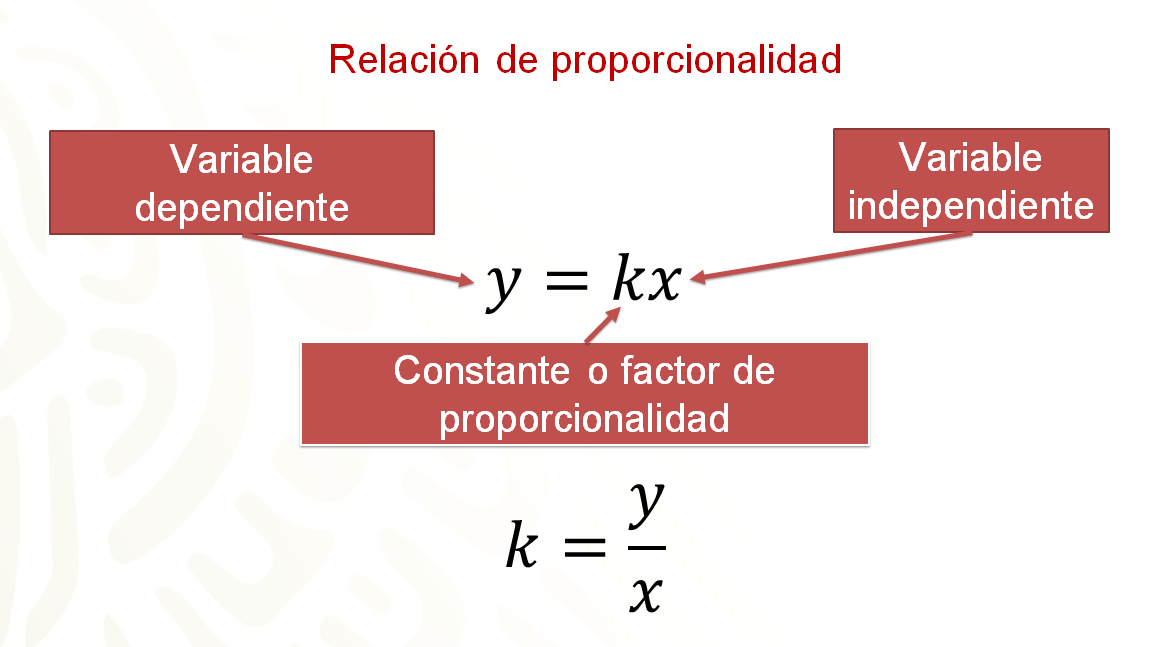 Relación de proporcionalidad
Variable
dependiente
Variable
independiente
y = kx
Constante o factor de
proporcionalidad
k = y/x